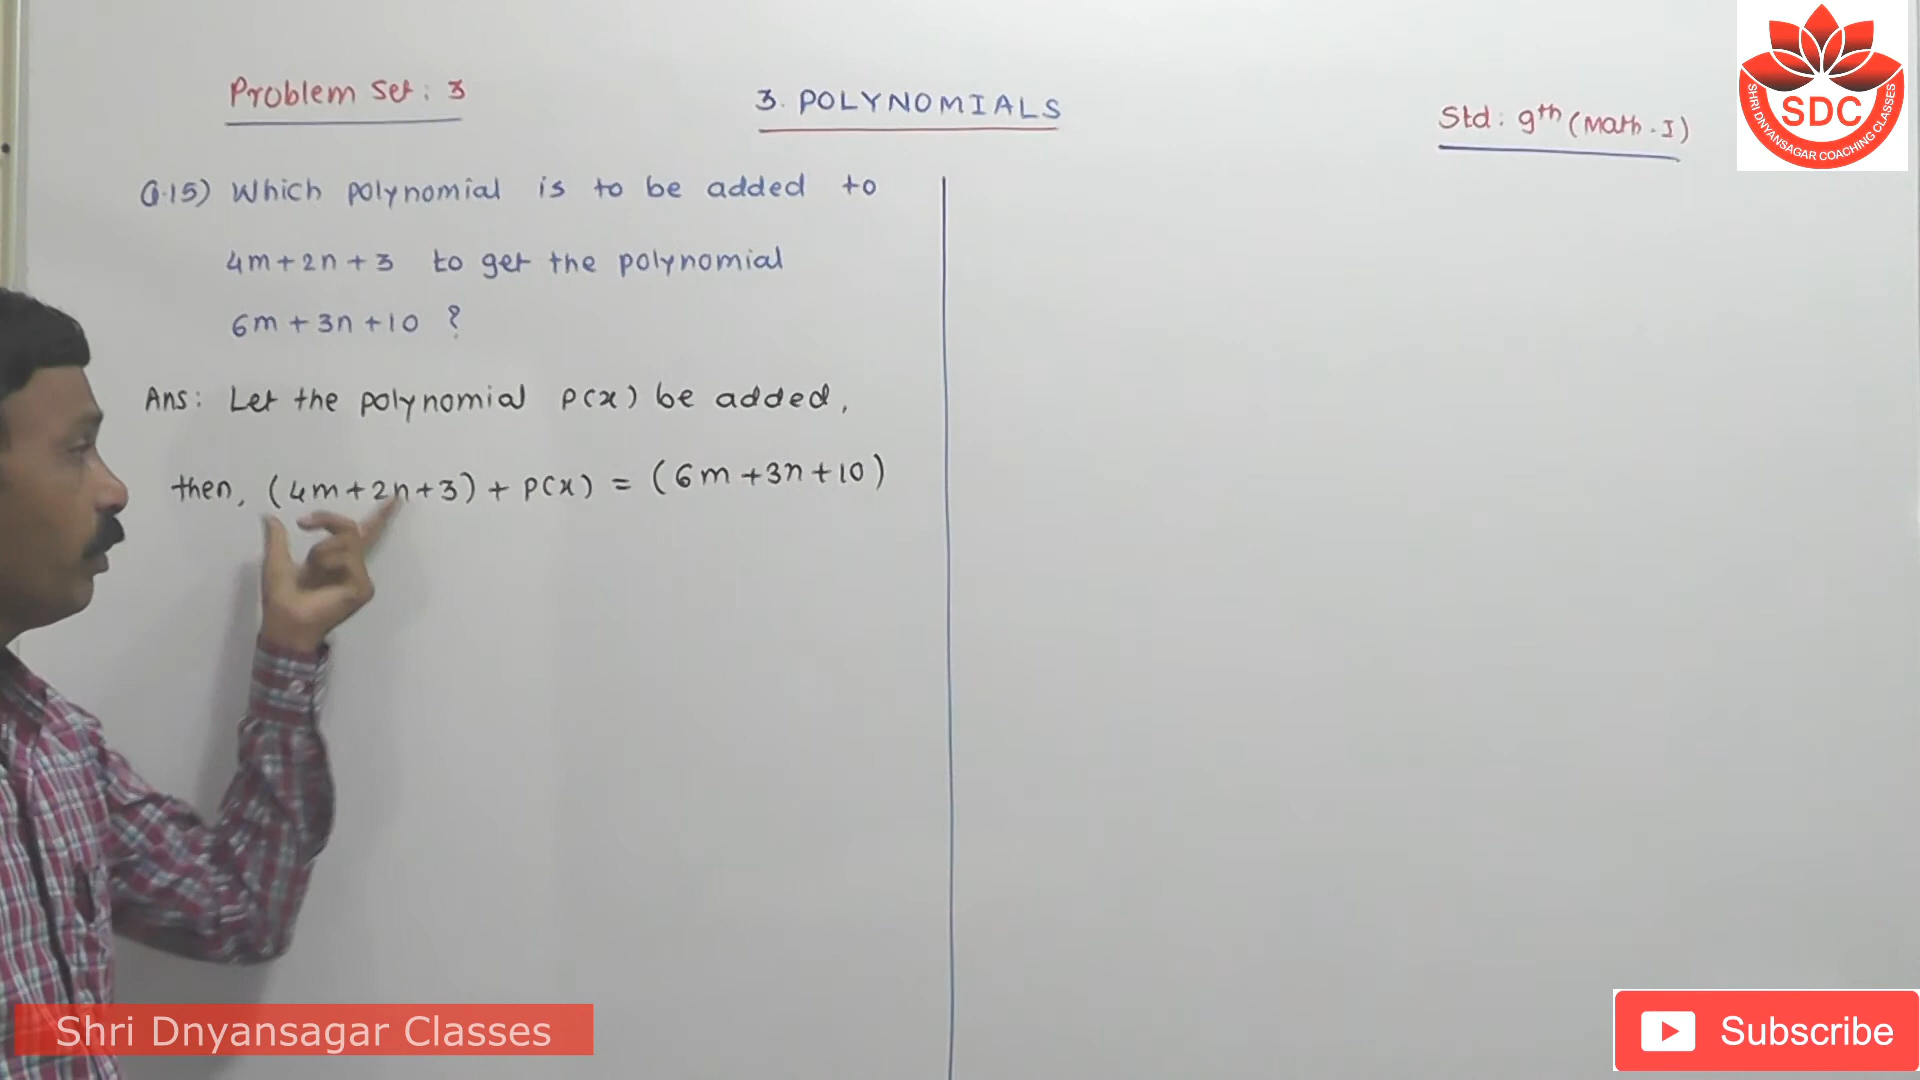 Problem Set: 3
3. POLYNOMIALS
Std: 9th (Math-I)
SDC
SHRI DNYANSAGAR COACHING CLASSES
Q.15) Which polynomial is to be added to
4m+2n+3 to get the polynomial
6m+3n+10 ?
Ans: Let the polynomial P(x) be added,
then, (4m+2n+3) + P(x) = (6m+3n+10)
Shri Dnyansagar Classes
Subscribe